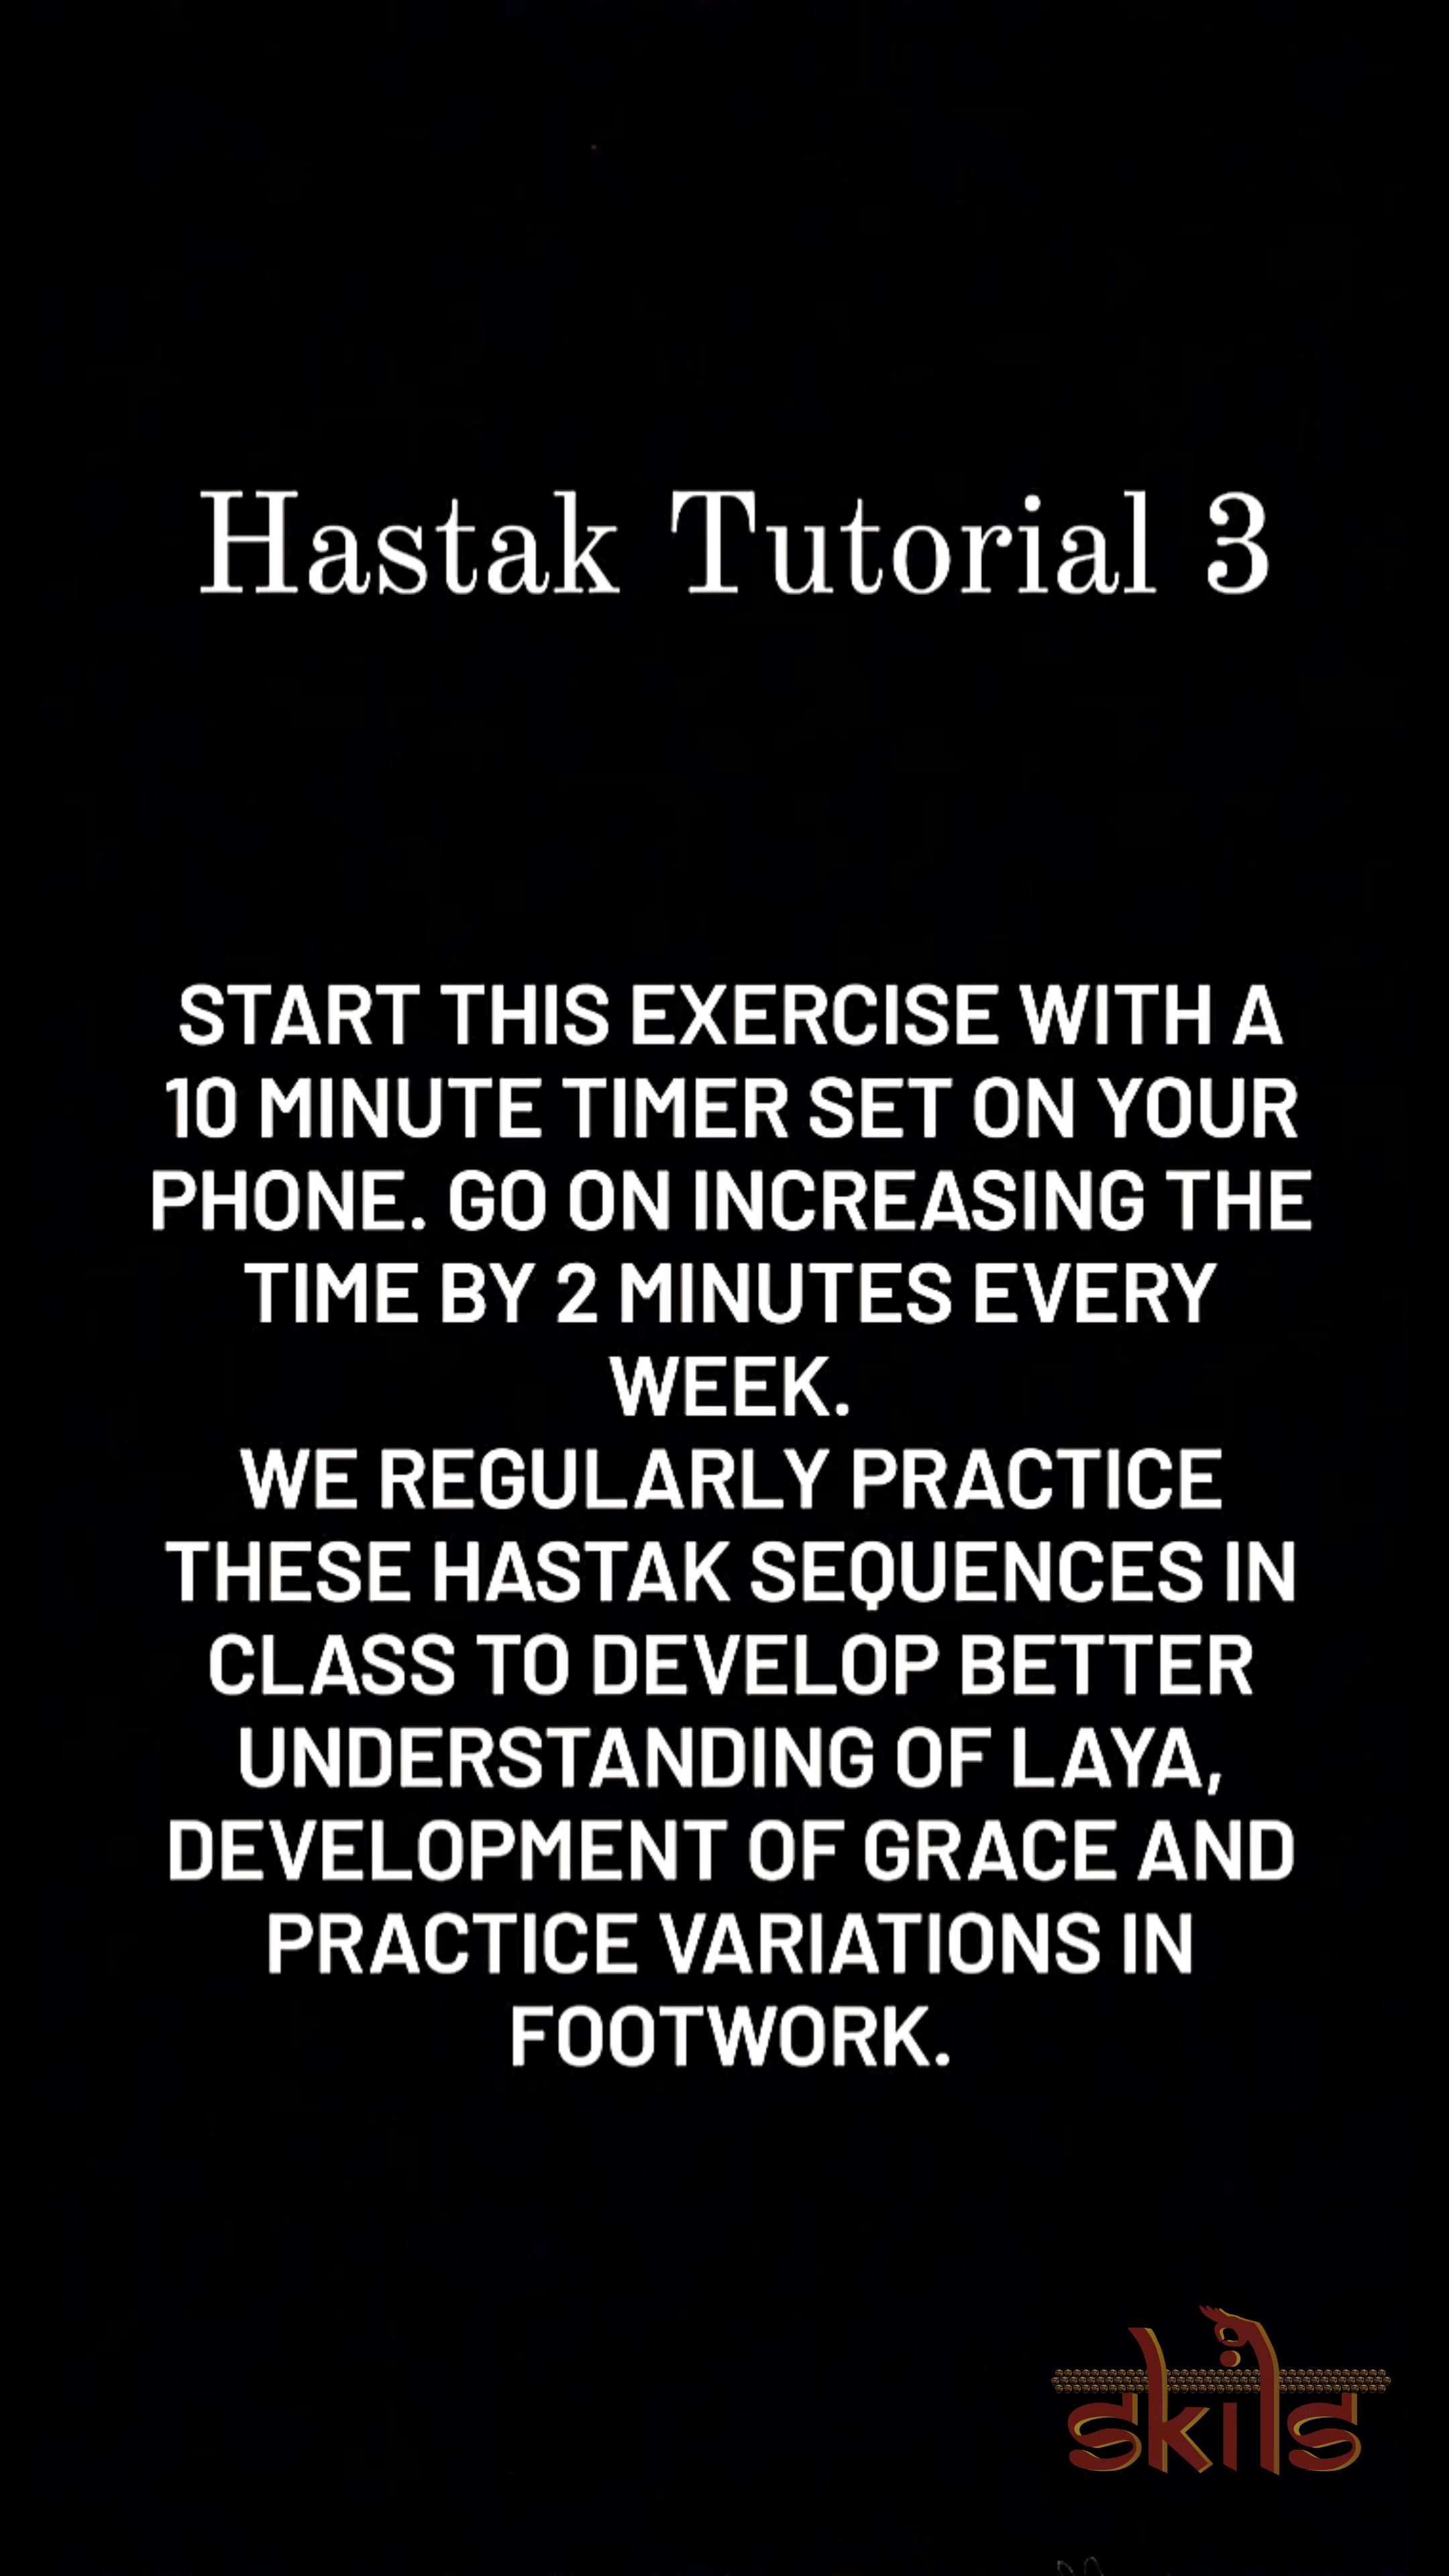 Hastak Tutorial 3
START THIS EXERCISE WITH A
10 MINUTE TIMER SET ON YOUR
PHONE. GO ON INCREASING THE
TIME BY 2 MINUTES EVERY
WEEK.
WE REGULARLY PRACTICE
THESE HASTAK SEQUENCES IN
CLASS TO DEVELOP BETTER
UNDERSTANDING OF LAYA,
DEVELOPMENT OF GRACE AND
PRACTICE VARIATIONS IN
FOOTWORK.
skils